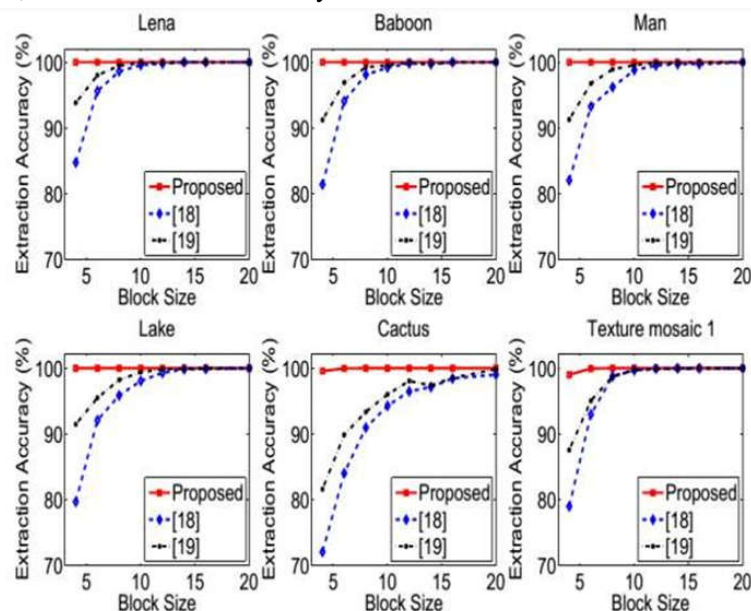 Lena
Extraction Accuracy (%)
100
90
80
70
Proposed
[18]
[19]
5 10 15 20
Block Size
Baboon
Extraction Accuracy (%)
100
90
80
70
Proposed
[18]
[19]
5 10 15 20
Block Size
Man
Extraction Accuracy (%)
100
90
80
70
Proposed
[18]
[19]
5 10 15 20
Block Size
Lake
Extraction Accuracy (%)
100
90
80
70
Proposed
[18]
[19]
5 10 15 20
Block Size
Cactus
Extraction Accuracy (%)
100
90
80
70
Proposed
[18]
[19]
5 10 15 20
Block Size
Texture mosaic 1
Extraction Accuracy (%)
100
90
80
70
Proposed
[18]
[19]
5 10 15 20
Block Size